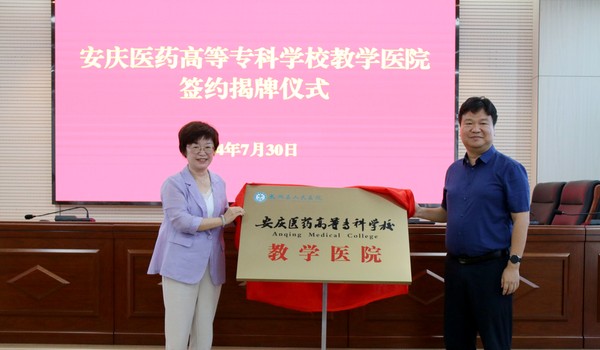 安庆医药高等专科学校教学医院
签约揭牌仪式
4年7月30日
安庆医药高等专科学校
Anqing Medical College
教学医院